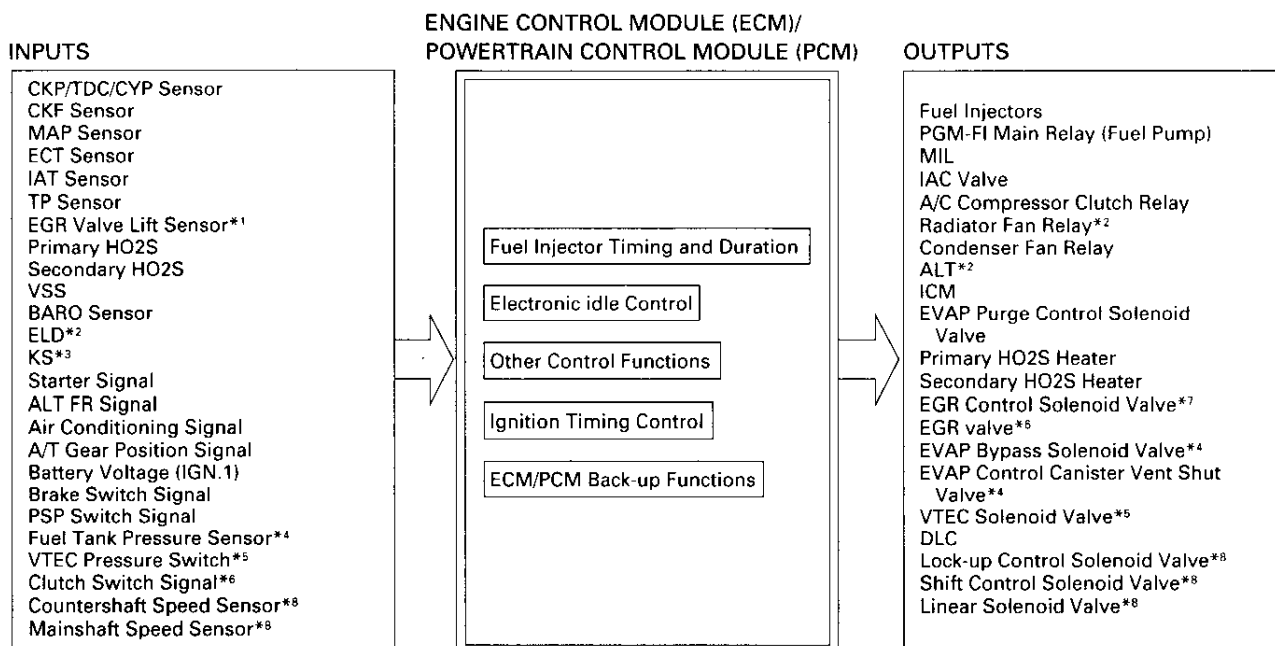 ENGINE CONTROL MODULE (ECM)/
POWERTRAIN CONTROL MODULE (PCM)
INPUTS
CKP/TDC/CYP Sensor
CKF Sensor
MAP Sensor
ECT Sensor
IAT Sensor
TP Sensor
EGR Valve Lift Sensor*1
Primary HO2S
Secondary HO2S
VSS
BARO Sensor
ELD*2
KS*3
Starter Signal
ALT FR Signal
Air Conditioning Signal
A/T Gear Position Signal
Battery Voltage (IGN.1)
Brake Switch Signal
PSP Switch Signal
Fuel Tank Pressure Sensor*4
VTEC Pressure Switch*5
Clutch Switch Signal*6
Countershaft Speed Sensor*8
Mainshaft Speed Sensor*8
Fuel Injector Timing and Duration
Electronic idle Control
Other Control Functions
Ignition Timing Control
ECM/PCM Back-up Functions
OUTPUTS
Fuel Injectors
PGM-FI Main Relay (Fuel Pump)
MIL
IAC Valve
A/C Compressor Clutch Relay
Radiator Fan Relay*2
Condenser Fan Relay
ALT*2
ICM
EVAP Purge Control Solenoid
Valve
Primary HO2S Heater
Secondary HO2S Heater
EGR Control Solenoid Valve*7
EGR valve*6
EVAP Bypass Solenoid Valve*4
EVAP Control Canister Vent Shut
Valve*4
VTEC Solenoid Valve*5
DLC
Lock-up Control Solenoid Valve*8
Shift Control Solenoid Valve*8
Linear Solenoid Valve*8